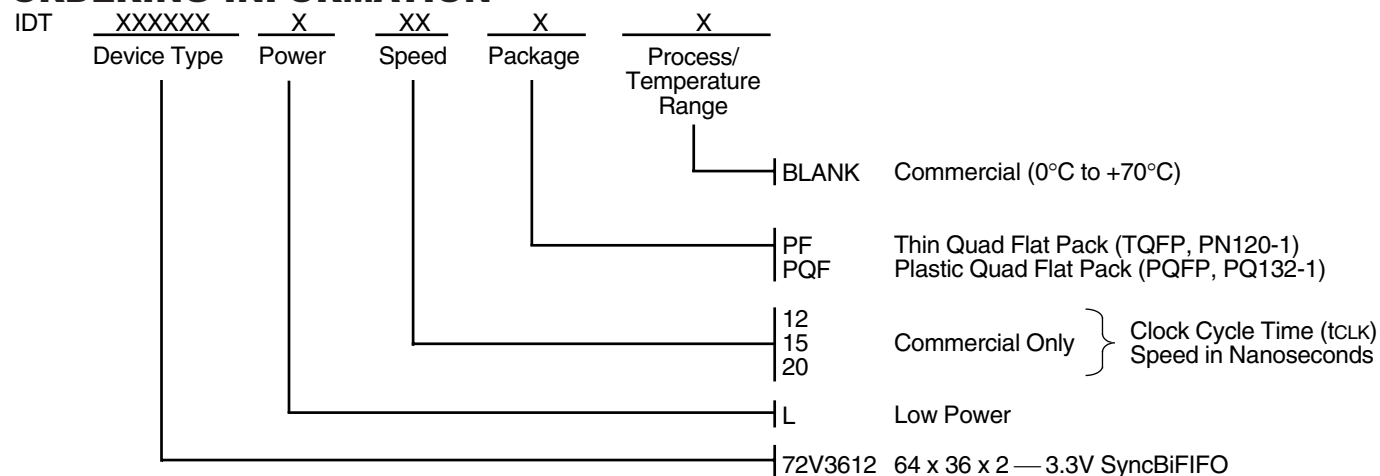 ORDERING INFORMATION
IDT XXXXXX X XX X X
Device Type Power Speed Package Process/
Temperature
Range
BLANK Commercial (0°C to +70°C)
PF Thin Quad Flat Pack (TQFP, PN120-1)
PQF Plastic Quad Flat Pack (PQFP, PQ132-1)
12
15
20
Commercial Only
Clock Cycle Time (tCLK)
Speed in Nanoseconds
L Low Power
72V3612 64 x 36 x 2 — 3.3V SyncBiFIFO